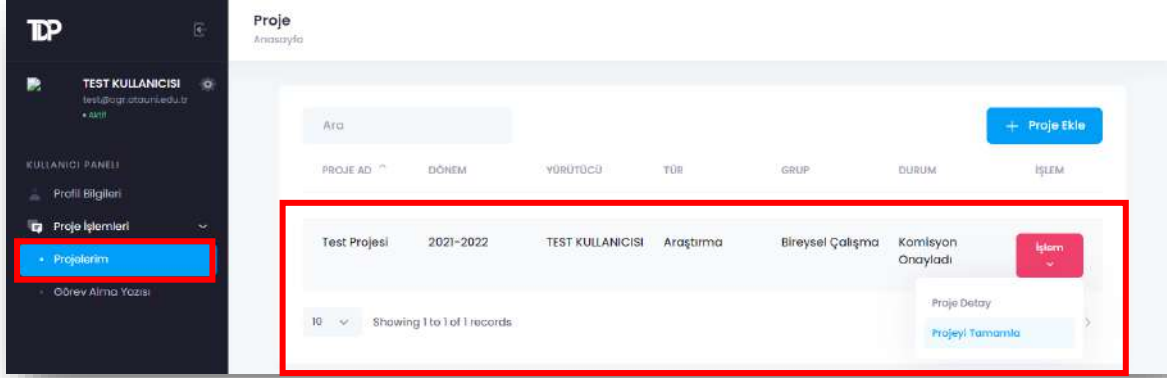 TDP
Proje
Anasayfa
TEST KULLANICISI
test@ogr.atauni.edu.tr
• Aktif
KULLANICI PANELİ
Profil Bilgileri
Proje İşlemleri
Projelerim
Görev Alma Yazısı
Ara
+ Proje Ekle
PROJE AD DÖNEM YÜRÜTÜCÜ TÜR GRUP DURUM İŞLEM
Test Projesi 2021-2022 TEST KULLANICISI Araştırma Bireysel Çalışma Komisyon
Onayladı
İşlem
Proje Detay
Projeyi Tamamla
10 Showing 1 to 1 of 1 records